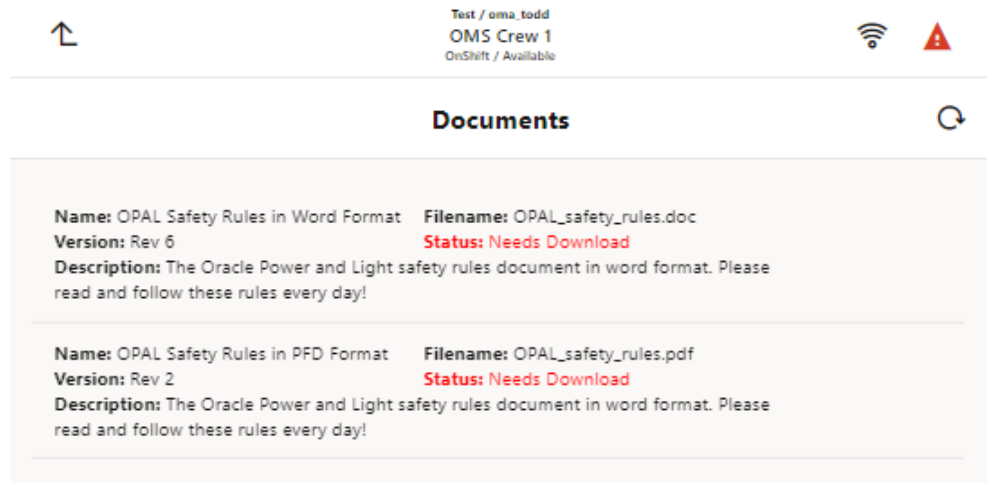 Test / oma_todd
OMS Crew 1
OnShift / Available
Documents
Name: OPAL Safety Rules in Word Format Filename: OPAL_safety_rules.doc
Version: Rev 6 Status: Needs Download
Description: The Oracle Power and Light safety rules document in word format. Please
read and follow these rules every day!
Name: OPAL Safety Rules in PFD Format Filename: OPAL_safety_rules.pdf
Version: Rev 2 Status: Needs Download
Description: The Oracle Power and Light safety rules document in word format. Please
read and follow these rules every day!